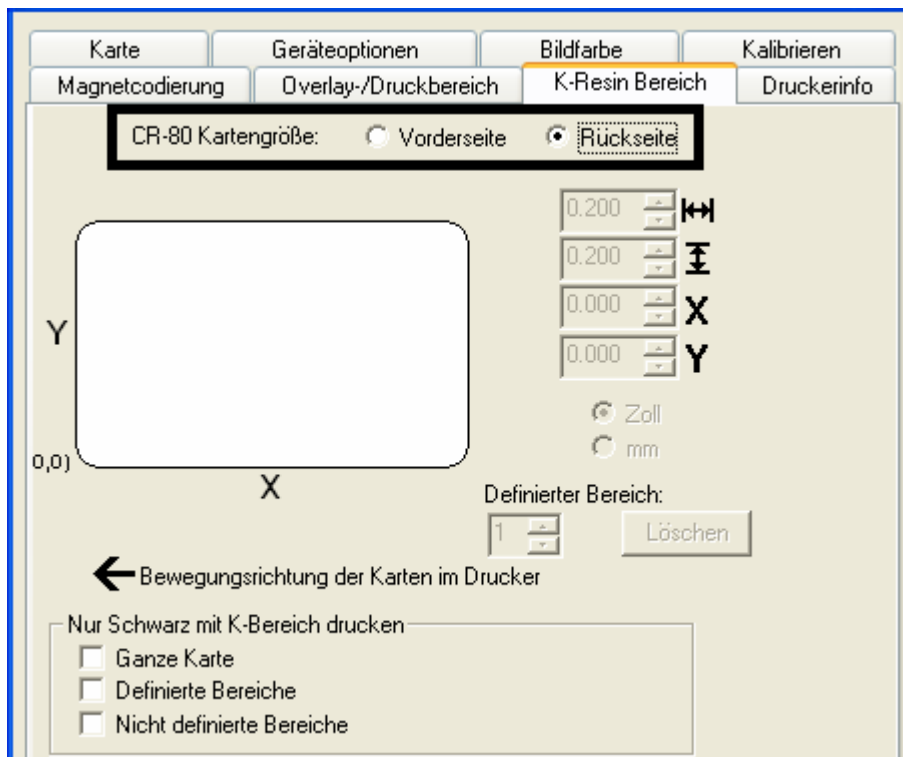 Karte Geräteoptionen Bildfarbe Kalibrieren
Magnetcodierung Overlay-/Druckbereich K-Resin Bereich Druckerinfo
CR-80 Kartengröße: Vorderseite Rückseite
0.200
0.200
0.000 X
0.000 Y
Y
Zoll
mm
0,0)
X
Definierter Bereich:
1 Löschen
Bewegungsrichtung der Karten im Drucker
Nur Schwarz mit K-Bereich drucken
Ganze Karte
Definierte Bereiche
Nicht definierte Bereiche